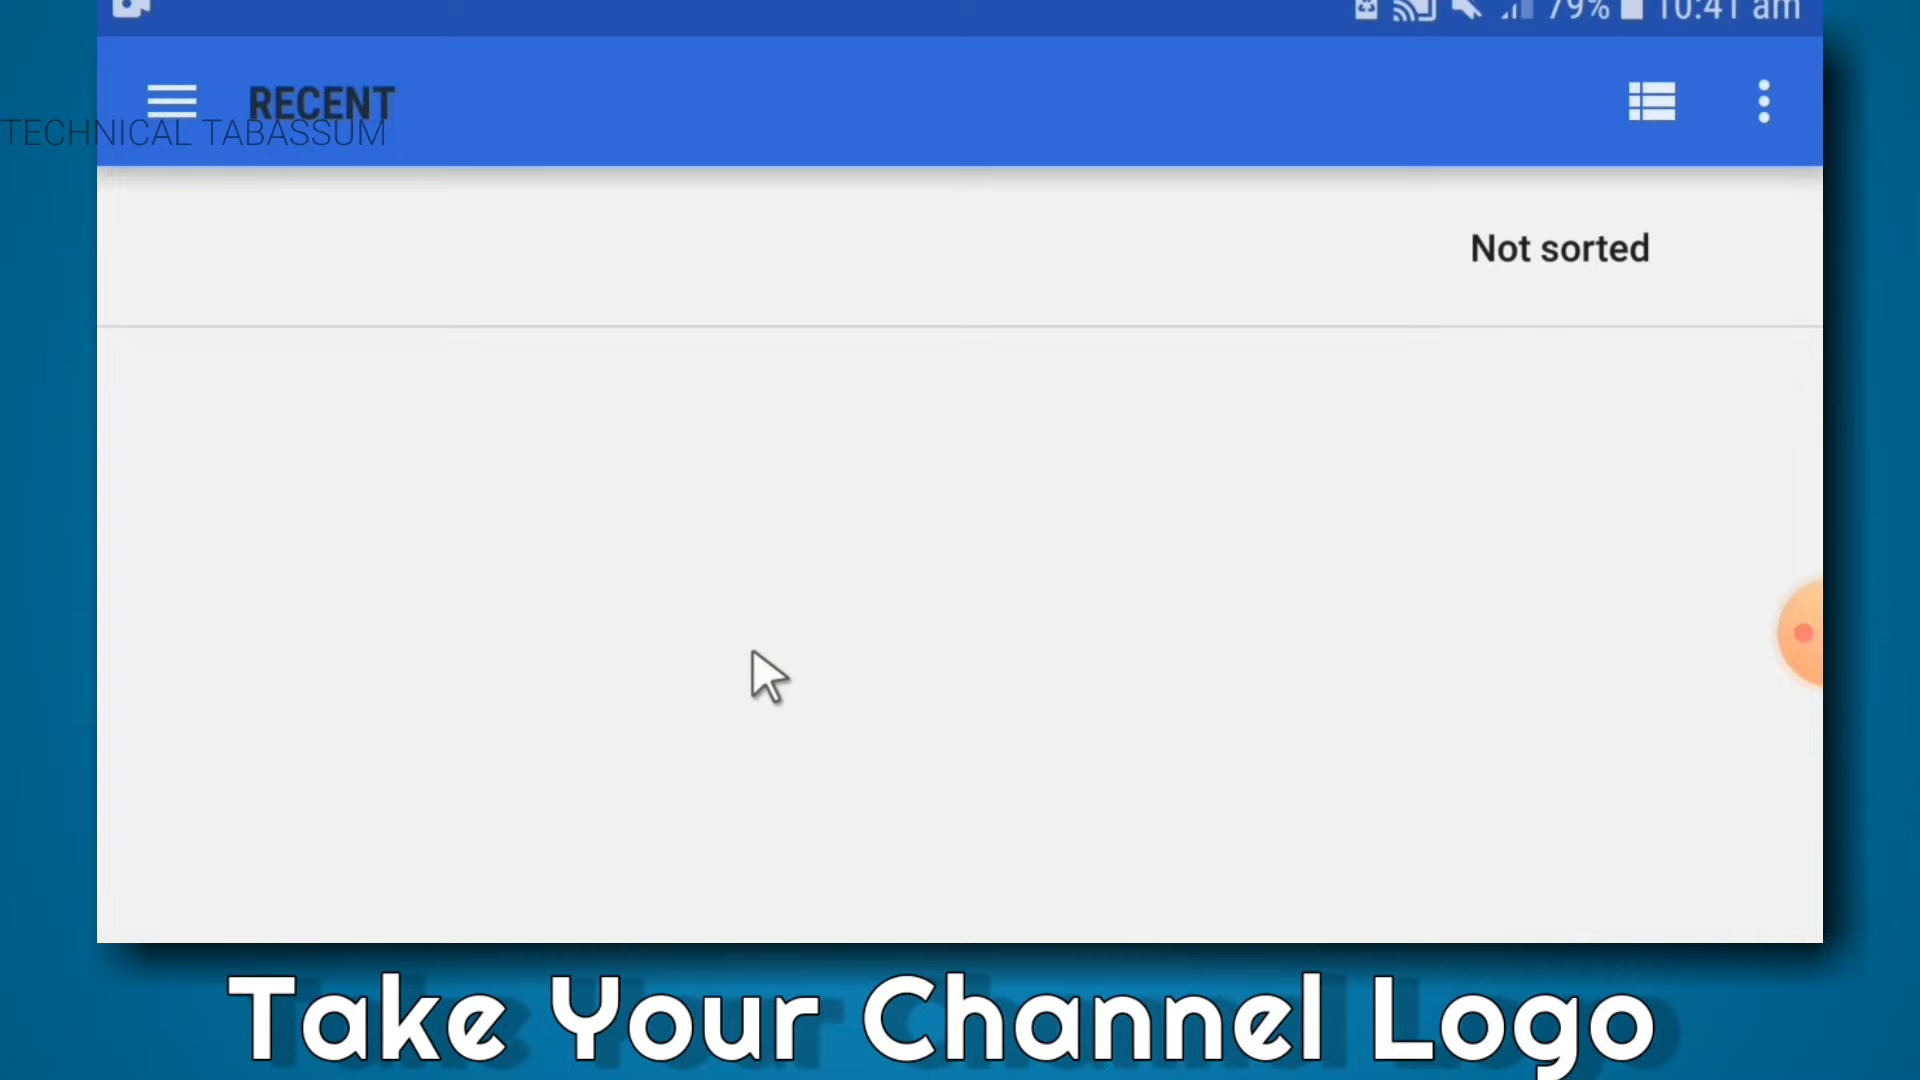 79% 10:41 am
RECENT
TECHNICAL TABASSUM
Not sorted
Take Your Channel Logo